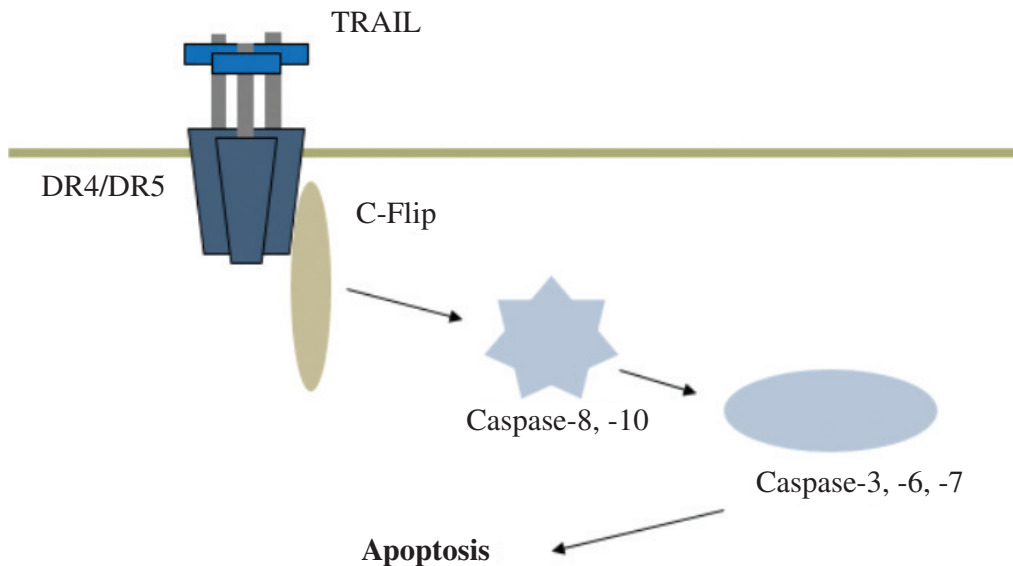 TRAIL
DR4/DR5
C-Flip
Caspase-8, -10
Caspase-3, -6, -7
Apoptosis